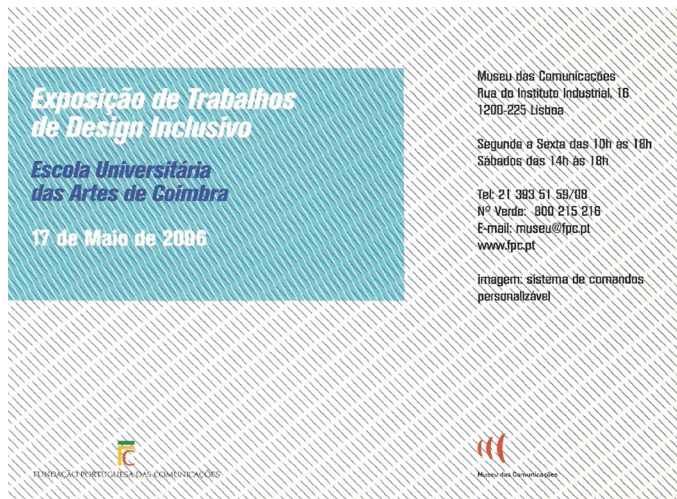 Exposição de Trabalhos
de Design Inclusivo
Escola Universitária
das Artes de Coimbra
17 de Maio de 2006
Museu das Comunicações
Rua do Instituto Industrial, 16
1200-225 Lisboa
Segunda a Sexta das 10h às 18h
Sábados das 14h às 18h
Tel: 21 393 51 59/08
Nº Verde: 800 215 216
E-mail: museu@fpc.pt
www.fpc.pt
imagem: sistema de comandos
personalizável
FUNDAÇÃO PORTUGUESA DAS COMUNICAÇÕES
Museu das Comunicações